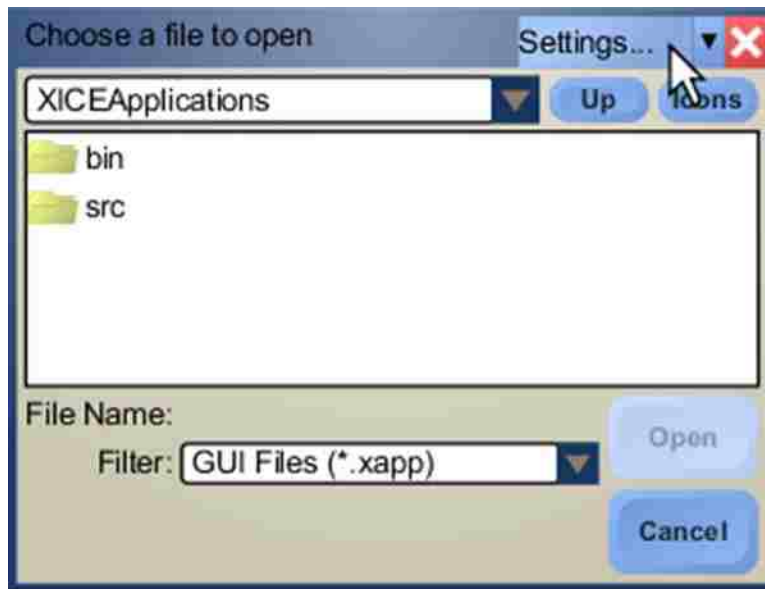 Choose a file to open Settings...
XICEApplications Up Icons
bin
src
File Name:
Open
Filter: GUI Files (*.xapp)
Cancel